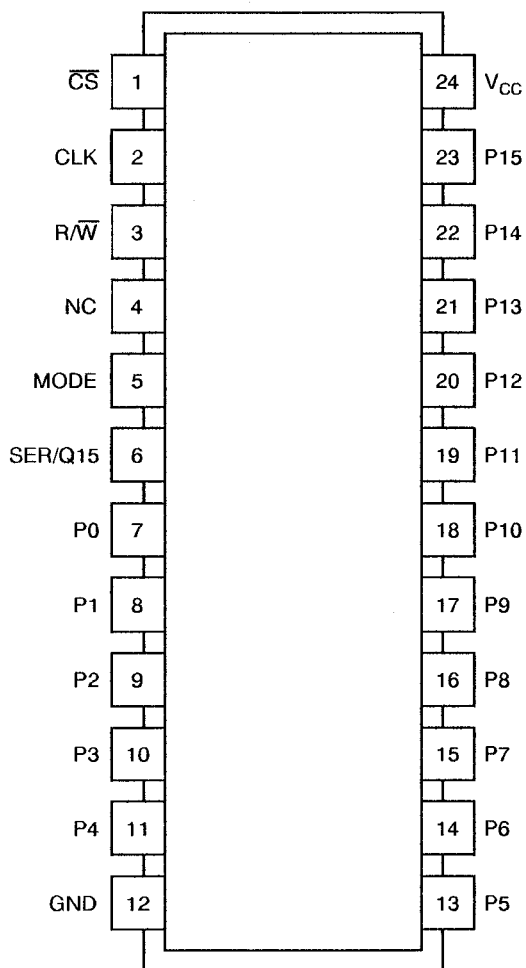 C̅S̅ 1 24 VCC
CLK 2 23 P15
R/W̅ 3 22 P14
NC 4 21 P13
MODE 5 20 P12
SER/Q15 6 19 P11
P0 7 18 P10
P1 8 17 P9
P2 9 16 P8
P3 10 15 P7
P4 11 14 P6
GND 12 13 P5